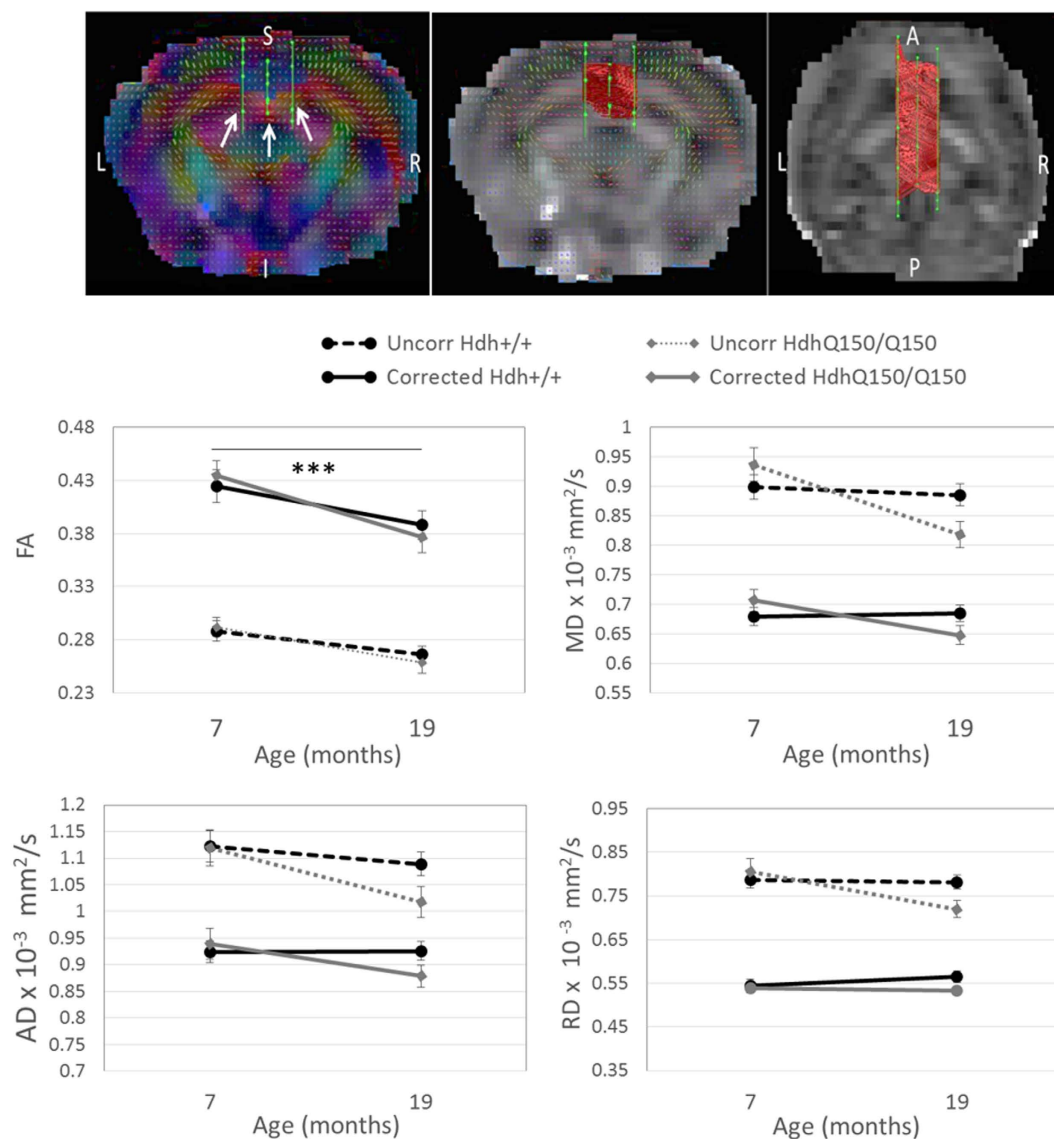 S
L
R
I
A
L
R
P
Uncorr Hdh+/+
Uncorr HdhQ150/Q150
Corrected Hdh+/+
Corrected HdhQ150/Q150
FA
0.48
0.43
0.38
0.33
0.28
0.23
***
7
19
Age (months)
MD x 10⁻³ mm²/s
1
0.95
0.9
0.85
0.8
0.75
0.7
0.65
0.6
0.55
7
19
Age (months)
AD x 10⁻³ mm²/s
1.2
1.15
1.1
1.05
1
0.95
0.9
0.85
0.8
0.75
0.7
7
19
Age (months)
RD x 10⁻³ mm²/s
0.95
0.85
0.75
0.65
0.55
0.45
0.35
7
19
Age (months)